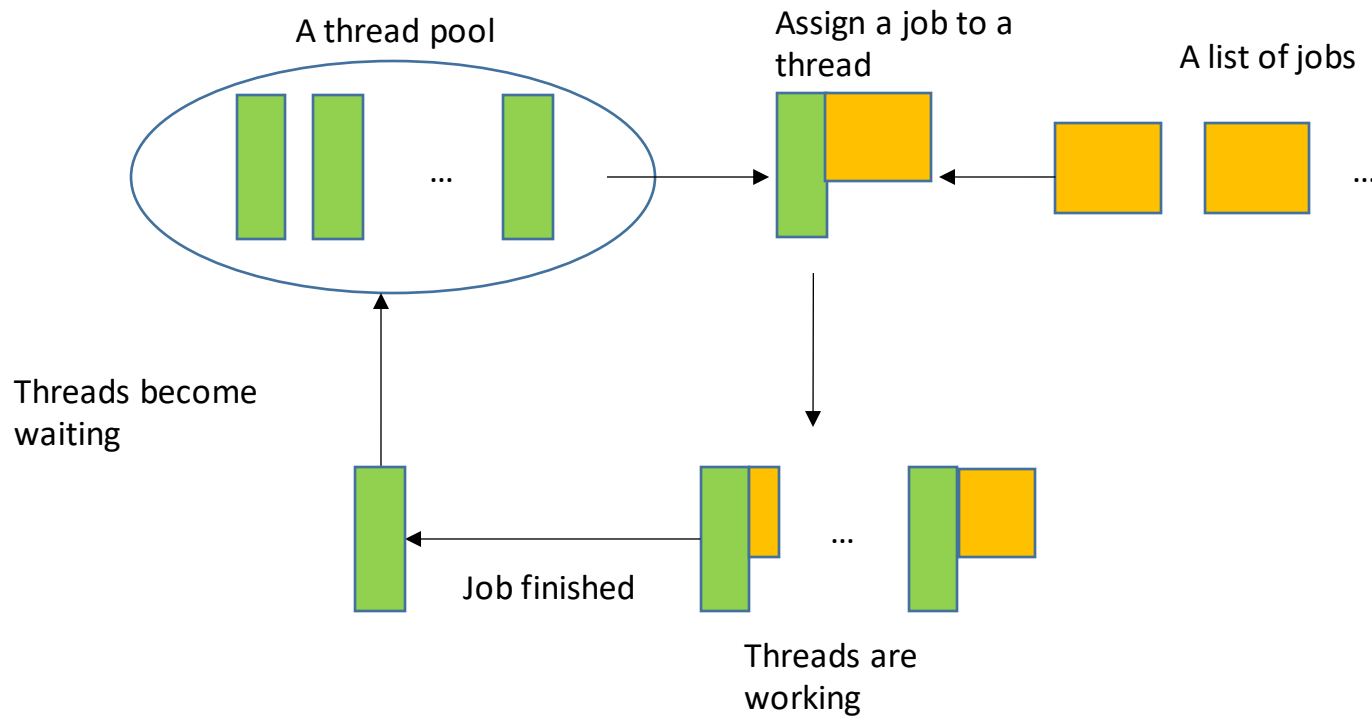 A thread pool
Assign a job to a
thread
A list of jobs
...
...
Threads become
waiting
...
Job finished
Threads are
working